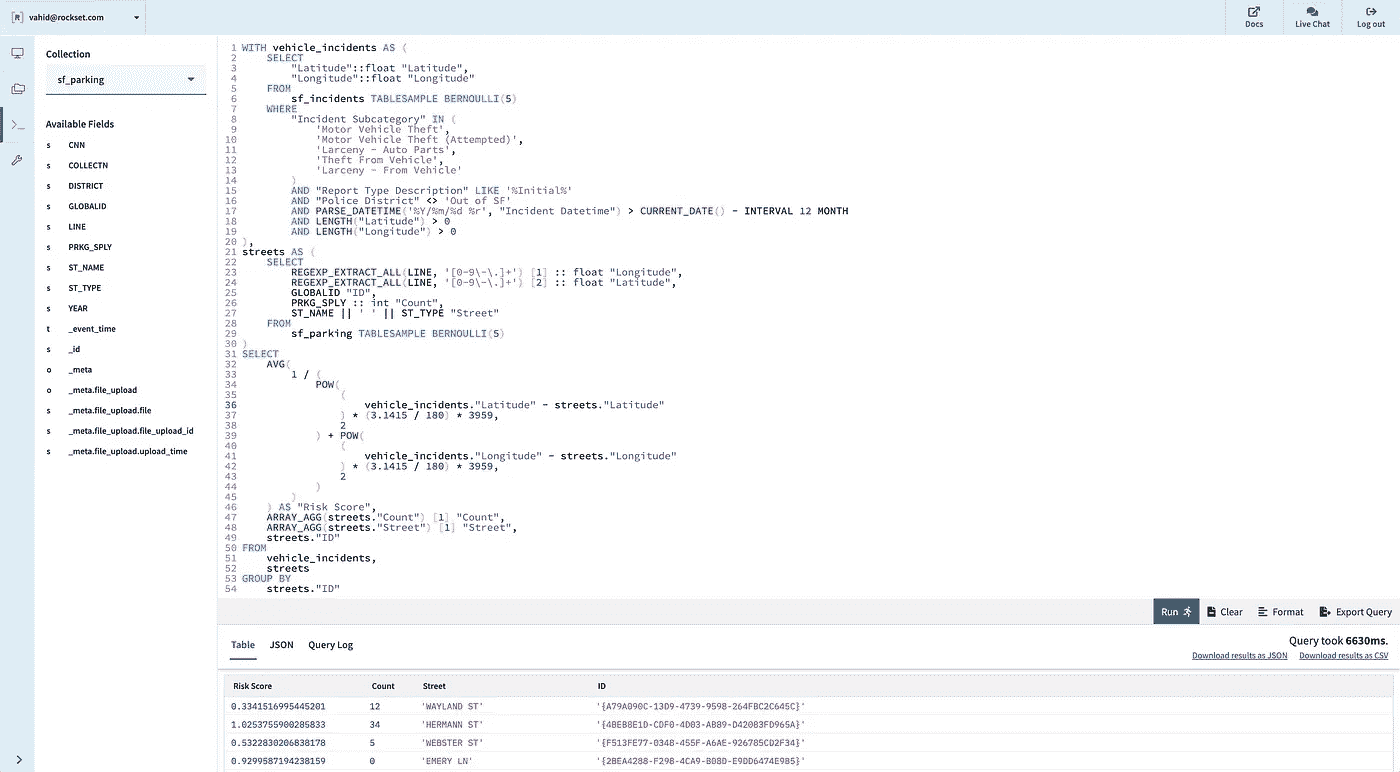 [R] vahid@rockset.com
Docs
Live Chat
Log out
Collection
sf_parking
Available Fields
s CNN
s COLLECTN
s DISTRICT
s GLOBALID
s LINE
s PRKG_SPLY
s ST_NAME
s ST_TYPE
s YEAR
t _event_time
s _id
o _meta
o _meta.file_upload
s _meta.file_upload.file
s _meta.file_upload.file_upload_id
s _meta.file_upload.upload_time
1 WITH vehicle_incidents AS (
2 SELECT
3 "Latitude"::float "Latitude",
4 "Longitude"::float "Longitude"
5 FROM
6 sf_incidents TABLESAMPLE BERNOULLI(5)
7 WHERE
8 "Incident Subcategory" IN (
9 'Motor Vehicle Theft',
10 'Motor Vehicle Theft (Attempted)',
11 'Larceny - Auto Parts',
12 'Theft From Vehicle',
13 'Larceny - From Vehicle'
14 )
15 AND "Report Type Description" LIKE '%Initial%'
16 AND "Police District" <> 'Out of SF'
17 AND PARSE_DATETIME('%Y/%m/%d %r', "Incident Datetime") > CURRENT_DATE() - INTERVAL 12 MONTH
18 AND LENGTH("Latitude") > 0
19 AND LENGTH("Longitude") > 0
20 ),
21 streets AS (
22 SELECT
23 REGEXP_EXTRACT_ALL(LINE, '[0-9\-\.]+') [1] :: float "Longitude",
24 REGEXP_EXTRACT_ALL(LINE, '[0-9\-\.]+') [2] :: float "Latitude",
25 GLOBALID "ID",
26 PRKG_SPLY :: int "Count",
27 ST_NAME || ' ' || ST_TYPE "Street"
28 FROM
29 sf_parking TABLESAMPLE BERNOULLI(5)
30 )
31 SELECT
32 AVG(
33 1 / (
34 POW(
35 (
36 vehicle_incidents."Latitude" - streets."Latitude"
37 ) * (3.1415 / 180) * 3959,
38 2
39 ) + POW(
40 (
41 vehicle_incidents."Longitude" - streets."Longitude"
42 ) * (3.1415 / 180) * 3959,
43 2
44 )
45 )
46 ) AS "Risk Score",
47 ARRAY_AGG(streets."Count") [1] "Count",
48 ARRAY_AGG(streets."Street") [1] "Street",
49 streets."ID"
50 FROM
51 vehicle_incidents,
52 streets
53 GROUP BY
54 streets."ID"
Run
Clear
Format
Export Query
Table JSON Query Log
Query took 6630ms.
Download results as JSON Download results as CSV
Risk Score Count Street ID
0.3341516995445201 12 'WAYLAND ST' '{A79A090C-13D9-4739-9598-264FBC2C645C}'
1.0253755900285833 34 'HERMANN ST' '{4BEB8E1D-CDF0-4D03-AB89-D42083FD965A}'
0.5322830206838178 5 'WEBSTER ST' '{F513FE77-0348-455F-A6AE-926785CD2F34}'
0.9299587194238159 0 'EMERY LN' '{2BEA4288-F298-4CA9-B08D-E9DD6474E9B5}'